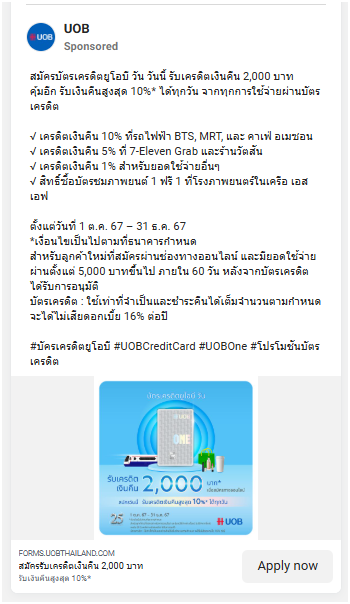 UOB
Sponsored
สมัครบัตรเครดิตยูโอบี วัน วันนี้ รับเครดิตเงินคืน 2,000 บาท
คุ้มอีก รับเงินคืนสูงสุด 10%* ได้ทุกวัน จากทุกการใช้จ่ายผ่านบัตร
เครดิต
√ เครดิตเงินคืน 10% ที่รถไฟฟ้า BTS, MRT, และ คาเฟ่ อเมซอน
√ เครดิตเงินคืน 5% ที่ 7-Eleven Grab และร้านวัตสัน
√ เครดิตเงินคืน 1% สำหรับยอดใช้จ่ายอื่นๆ
√ สิทธิ์ซื้อบัตรชมภาพยนต์ 1 ฟรี 1 ที่โรงภาพยนตร์ในเครือ เอส
เอฟ
ตั้งแต่วันที่ 1 ต.ค. 67 – 31 ธ.ค. 67
*เงื่อนไขเป็นไปตามที่ธนาคารกำหนด
สำหรับลูกค้าใหม่ที่สมัครผ่านช่องทางออนไลน์ และมียอดใช้จ่าย
ผ่านตั้งแต่ 5,000 บาทขึ้นไป ภายใน 60 วัน หลังจากบัตรเครดิต
ได้รับการอนุมัติ
บัตรเครดิต : ใช้เท่าที่จำเป็นและชำระคืนได้เต็มจำนวนตามกำหนด
จะได้ไม่เสียดอกเบี้ย 16% ต่อปี
#บัครเครดิตยูโอบี #UOBCreditCard #UOBOne #โปรโมชันบัตร
เครดิต
บัตรเครดิตยูโอบี วัน
ONE
รับเครดิต
เงินคืน 2,000 บาท*
รับเครดิตเงินคืนสูงสุด 10%* ได้ทุกวัน
25
1 ต.ค. 67 - 31 ธ.ค. 67
UOB
FORMS.UOBTHAILAND.COM
สมัครรับเครดิตเงินคืน 2,000 บาท
รับเงินคืนสูงสุด 10%*
Apply now